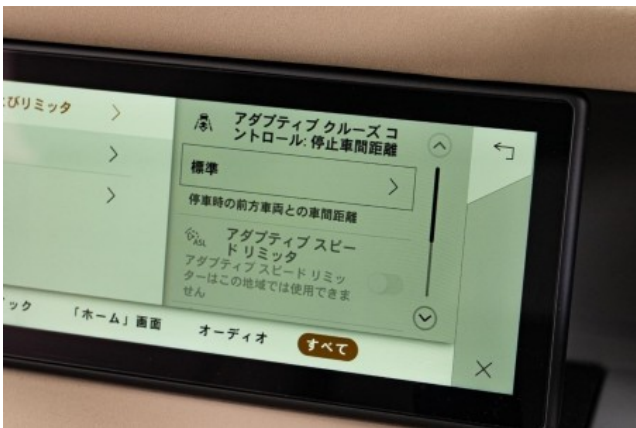 びリミッタ
アダプティブ クルーズ コ
ントロール: 停止車間距離
標準
停車時の前方車両との車間距離
ASL
アダプティブ スピー
ド リミッタ
アダプティブ スピード リミッ
ターはこの地域では使用できま
せん
ック 「ホーム」画面 オーディオ すべて